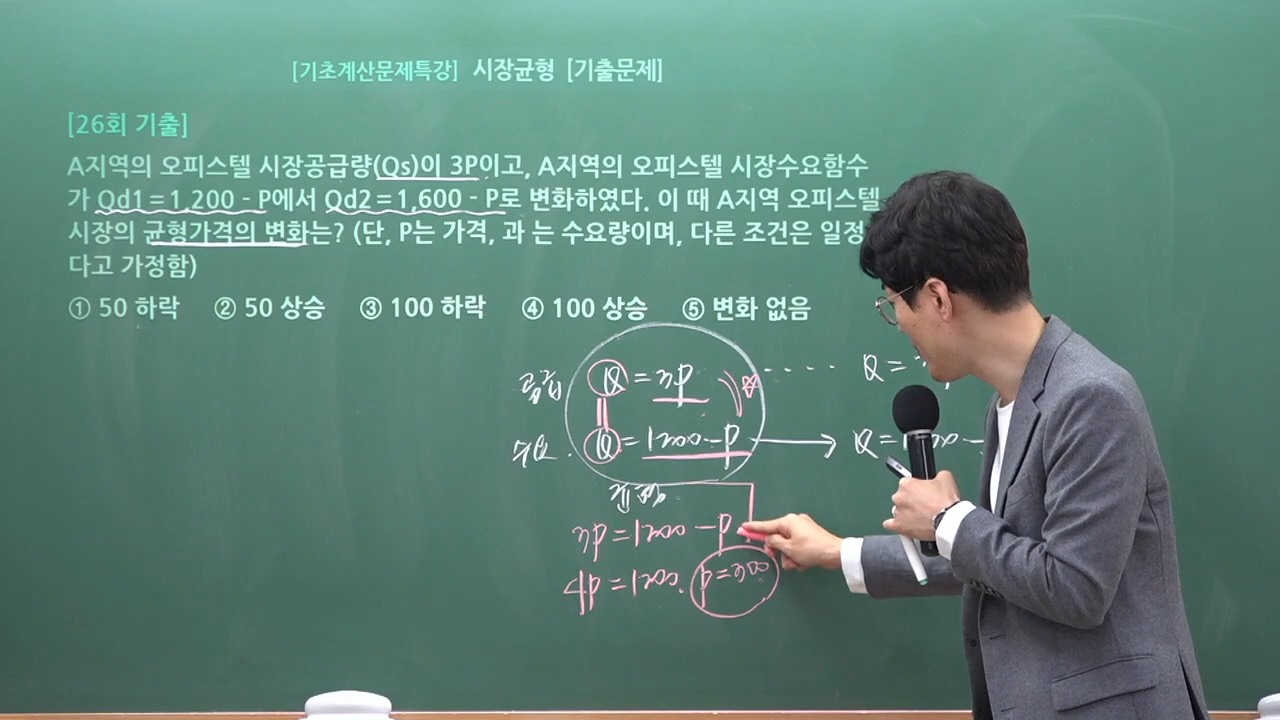 [기초계산문제특강] 시장균형 [기출문제]
[26회 기출]
A지역의 오피스텔 시장공급량(Qs)이 3P이고, A지역의 오피스텔 시장수요함수
가 Qd1=1,200 - P에서 Qd2=1,600 - P로 변화하였다. 이 때 A지역 오피스텔
시장의 균형가격의 변화는? (단, P는 가격, 과 는 수요량이며, 다른 조건은 일정
다고 가정함)
① 50 하락 ② 50 상승 ③ 100 하락 ④ 100 상승 ⑤ 변화 없음
공급 Q = 3P Q =
수요. Q = 1200 - P → Q =
균형
3P = 1200 - P
4P = 1200. P = 300